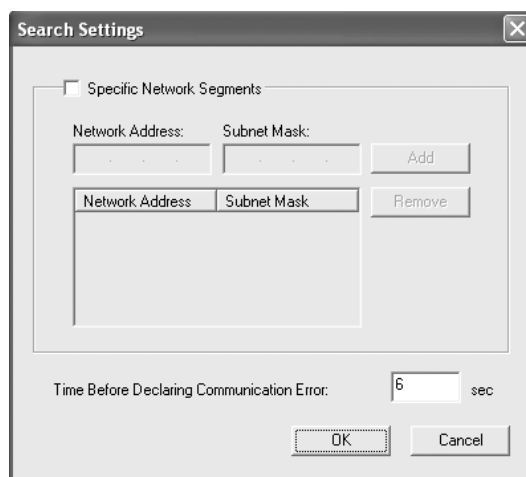 Search Settings
Specific Network Segments
Network Address: Subnet Mask:
. . . . . . Add
Network Address Subnet Mask Remove
Time Before Declaring Communication Error: 6 sec
OK Cancel